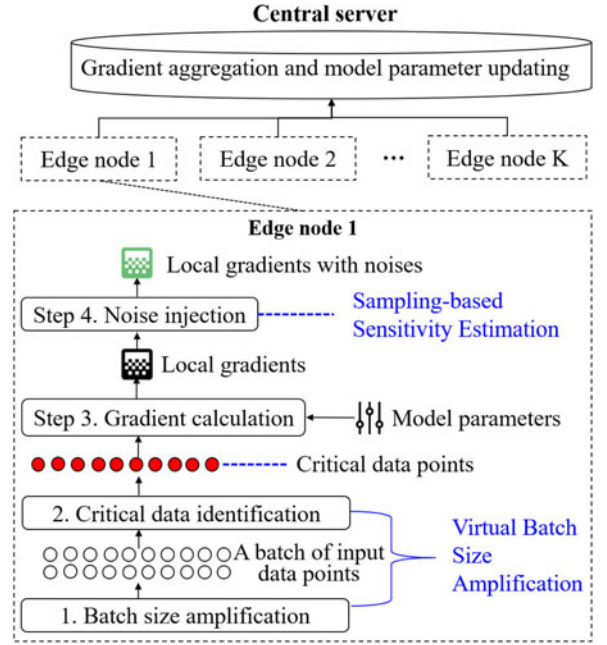 Central server
Gradient aggregation and model parameter updating
Edge node 1
Edge node 2
...
Edge node K
Edge node 1
Local gradients with noises
Step 4. Noise injection
Sampling-based
Sensitivity Estimation
Local gradients
Step 3. Gradient calculation
Model parameters
Critical data points
2. Critical data identification
A batch of input
data points
Virtual Batch
Size
Amplification
1. Batch size amplification